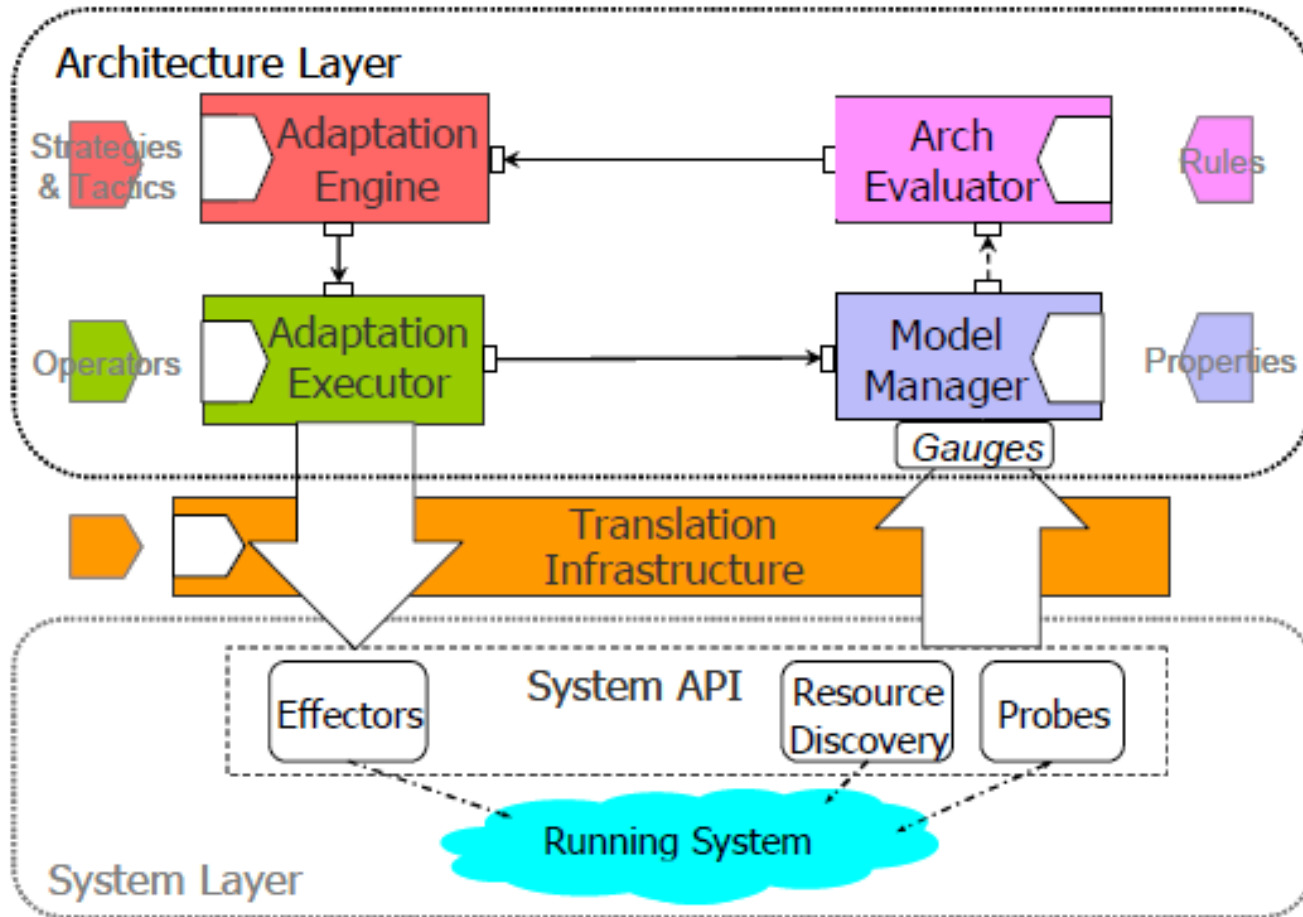 Architecture Layer
Strategies
& Tactics
Adaptation
Engine
Arch
Evaluator
Rules
Operators
Adaptation
Executor
Model
Manager
Properties
Gauges
Translation
Infrastructure
System API
Effectors
Resource
Discovery
Probes
Running System
System Layer